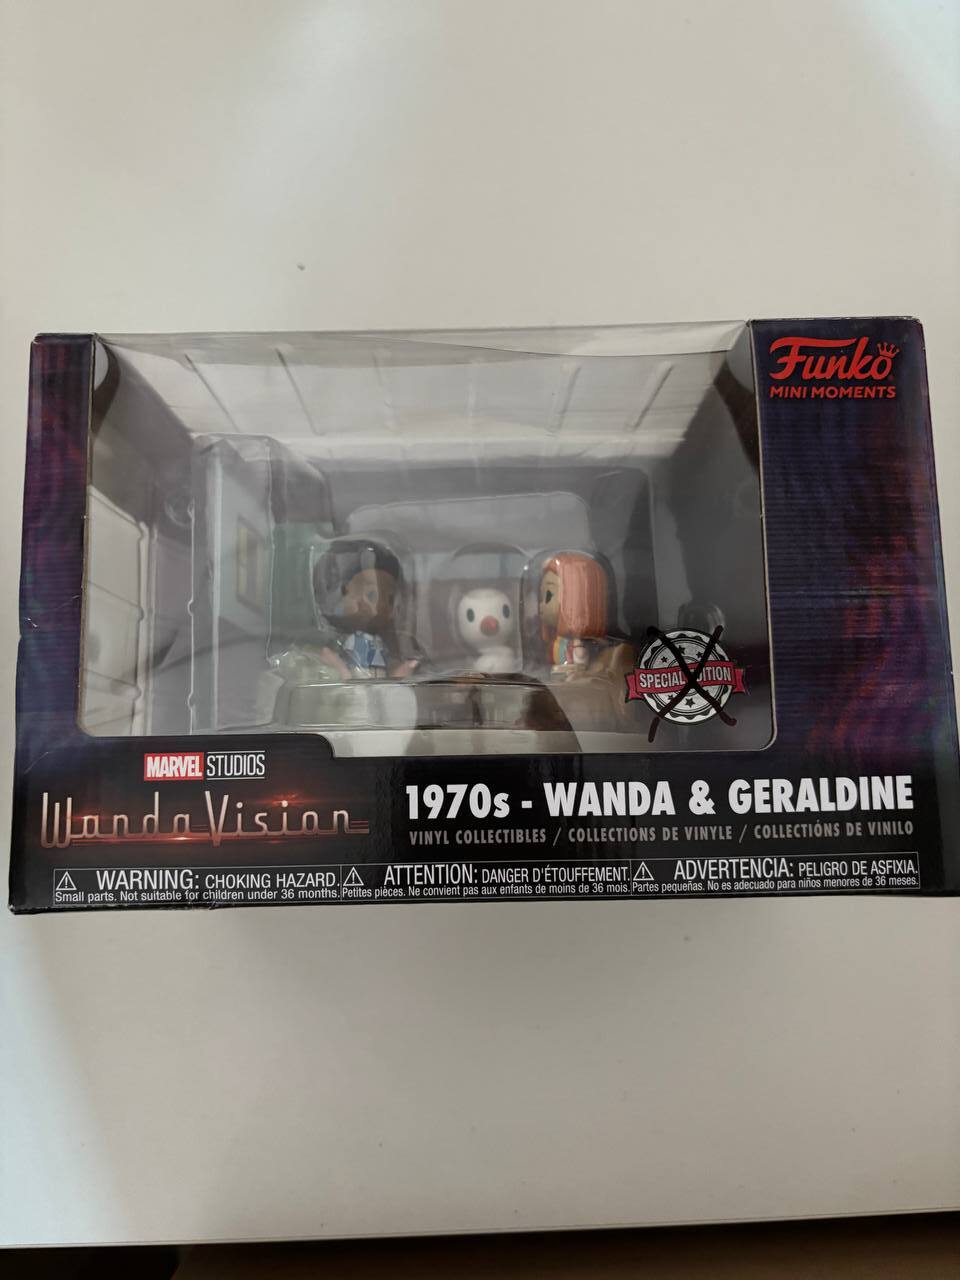 Funko
MINI MOMENTS
SPECIAL EDITION
MARVEL STUDIOS
WandaVision
1970s - WANDA & GERALDINE
VINYL COLLECTIBLES / COLLECTIONS DE VINYLE / COLLECTIÓNS DE VINILO
WARNING: CHOKING HAZARD.
Small parts. Not suitable for children under 36 months.
ATTENTION: DANGER D'ÉTOUFFEMENT.
Petites pièces. Ne convient pas aux enfants de moins de 36 mois.
ADVERTENCIA: PELIGRO DE ASFIXIA.
Partes pequeñas. No es adecuado para niños menores de 36 meses.